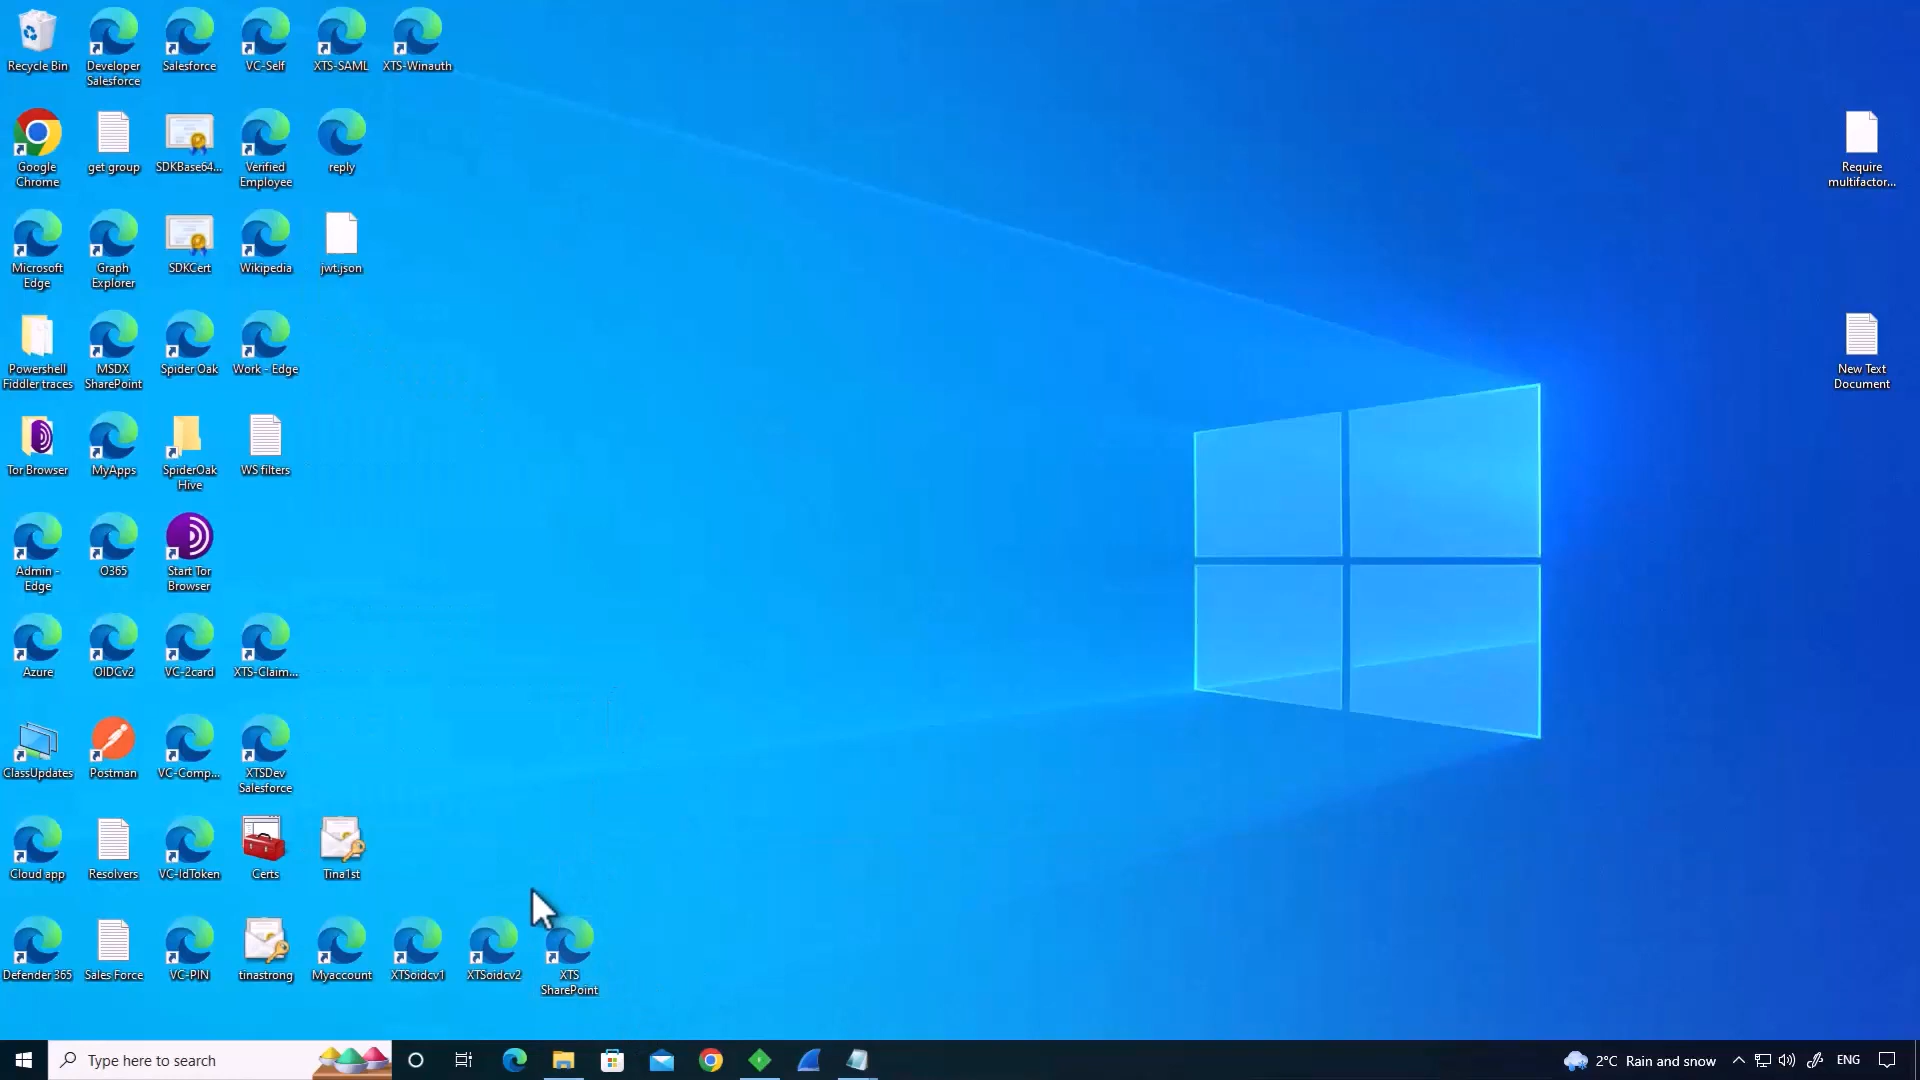 Recycle Bin
Developer
Salesforce
Salesforce
VC-Self
XTS-SAML
XTS-Winauth
Google
Chrome
get group
SDKBase64...
Verified
Employee
reply
Require
multifactor...
Microsoft
Edge
Graph
Explorer
SDKCert
Wikipedia
jwt.json
Powershell
Fiddler traces
MSDX
SharePoint
Spider Oak
Work - Edge
New Text
Document
Tor Browser
MyApps
SpiderOak
Hive
WS filters
Admin -
Edge
O365
Start Tor
Browser
Azure
OIDCv2
VC-2card
XTS-Claim...
ClassUpdates
Postman
VC-Comp...
XTSDev
Salesforce
Cloud app
Resolvers
VC-IdToken
Certs
Tina1st
Defender 365
Sales Force
VC-PIN
tinastrong
Myaccount
XTSoidcv1
XTSoidcv2
XTS
SharePoint
Type here to search
2°C Rain and snow
ENG